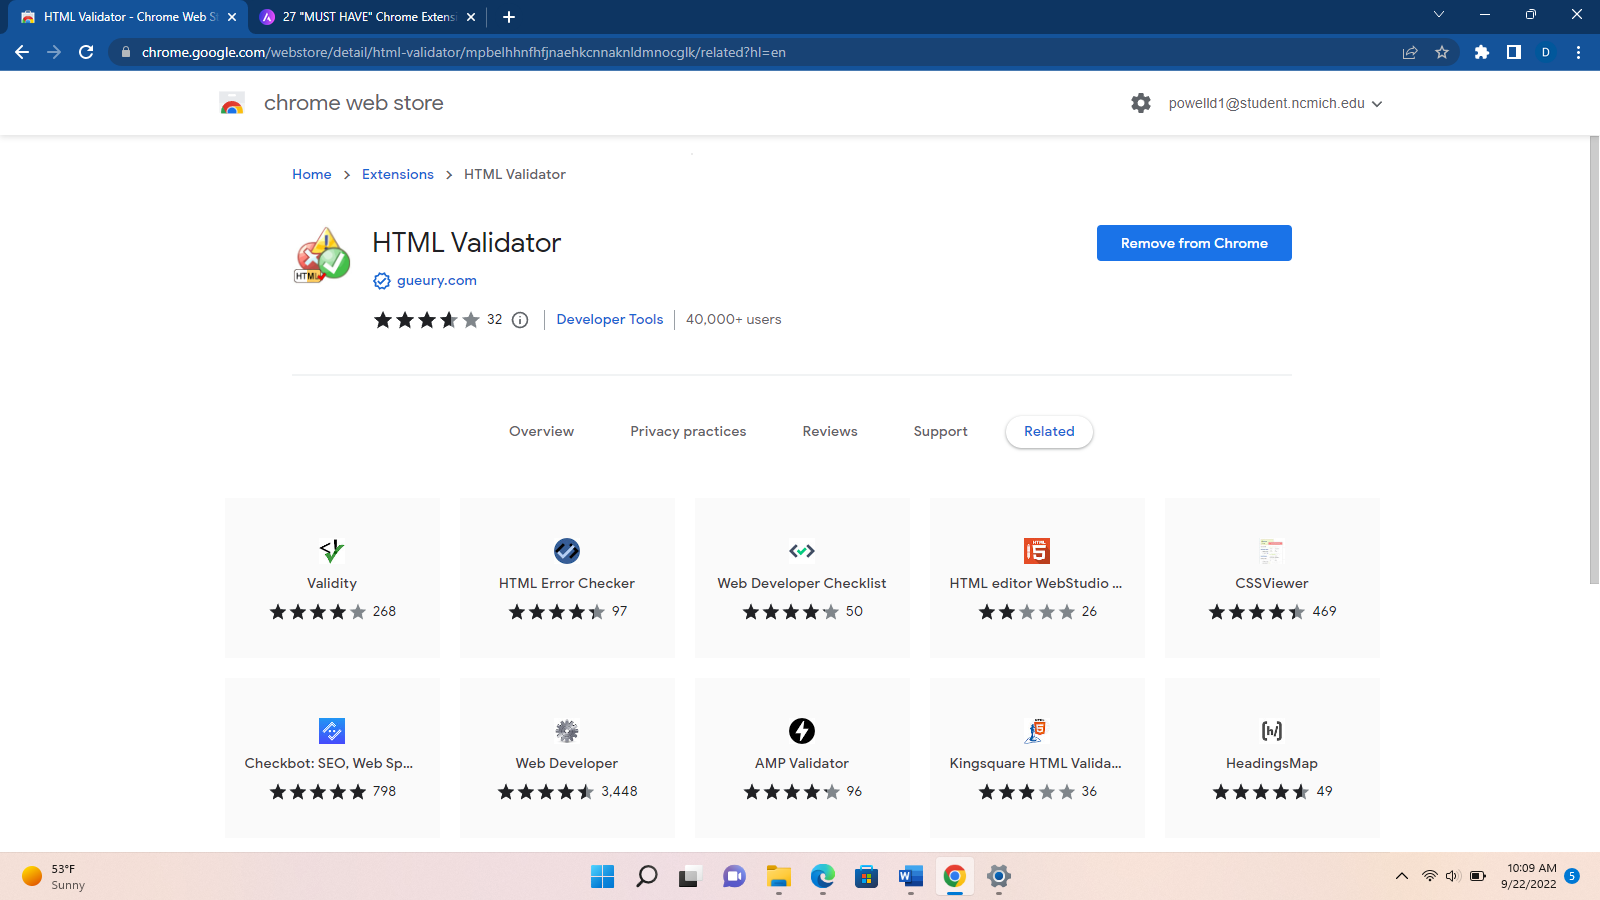 HTML Validator - Chrome Web St
27 "MUST HAVE" Chrome Extensi
chrome.google.com/webstore/detail/html-validator/mpbelhhnfhfjnaehkcnnaknldmnocglk/related?hl=en
D
chrome web store
powelld1@student.ncmich.edu
Home > Extensions > HTML Validator
HTML
HTML Validator
Remove from Chrome
gueury.com
32
Developer Tools
40,000+ users
Overview
Privacy practices
Reviews
Support
Related
HTML 5
Validity
HTML Error Checker
Web Developer Checklist
HTML editor WebStudio ...
CSSViewer
268
97
50
26
469
h/
Checkbot: SEO, Web Sp...
Web Developer
AMP Validator
Kingsquare HTML Valida...
HeadingsMap
798
3,448
96
36
49
53°F
Sunny
W
10:09 AM
9/22/2022
5